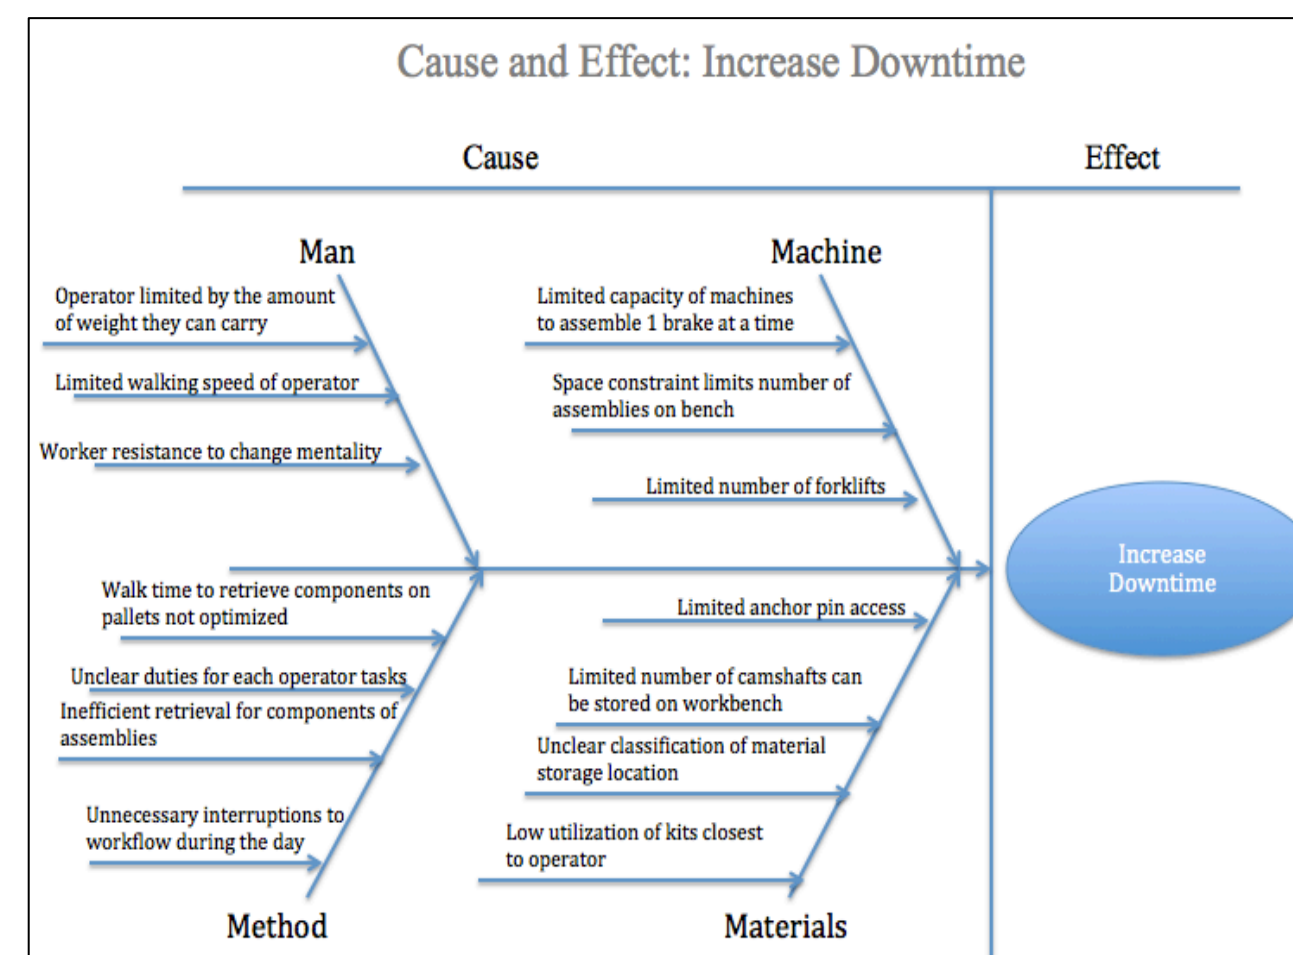 Cause and Effect: Increase Downtime
Cause
Effect
Man
Machine
Operator limited by the amount
of weight they can carry
Limited walking speed of operator
Worker resistance to change mentality
Limited capacity of machines
to assemble 1 brake at a time
Space constraint limits number of
assemblies on bench
Limited number of forklifts
Increase
Downtime
Walk time to retrieve components on
pallets not optimized
Unclear duties for each operator tasks
Inefficient retrieval for components of
assemblies
Unnecessary interruptions to
workflow during the day
Limited anchor pin access
Limited number of camshafts can
be stored on workbench
Unclear classification of material
storage location
Low utilization of kits closest
to operator
Method
Materials